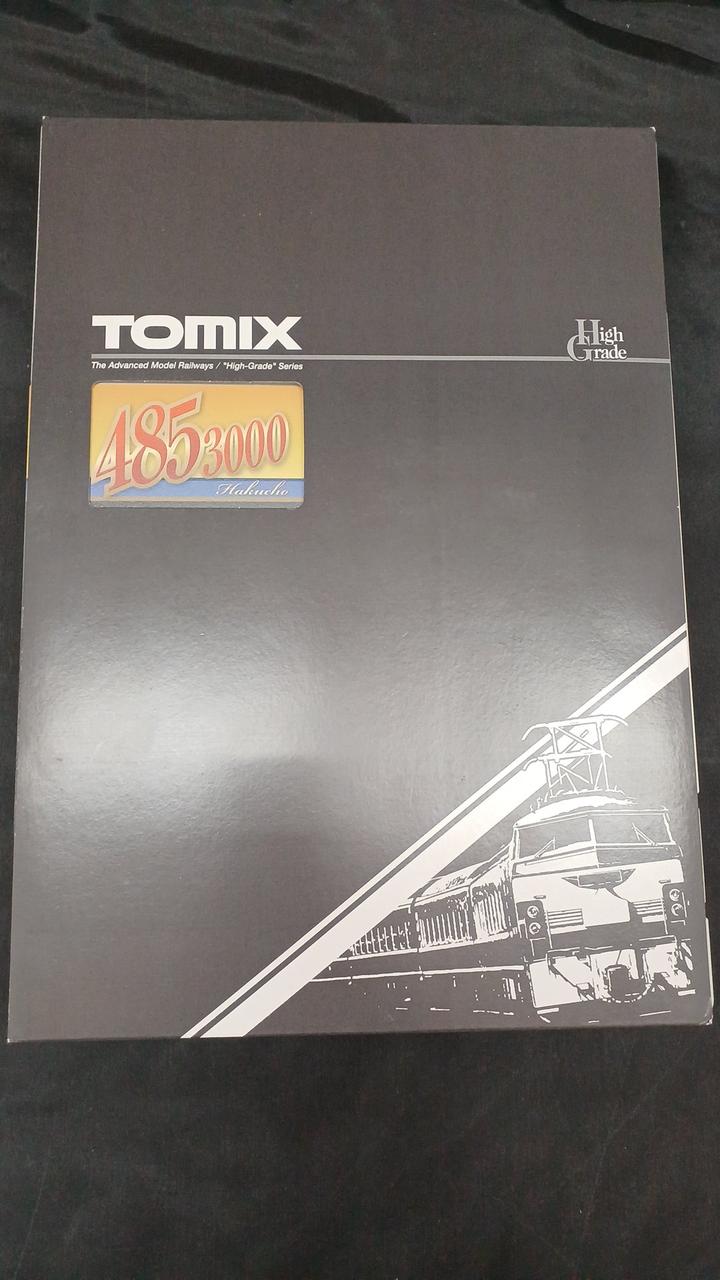 TOMIX
High
Grade
The Advanced Model Railways / "High-Grade" Series
485 3000
Hakucho